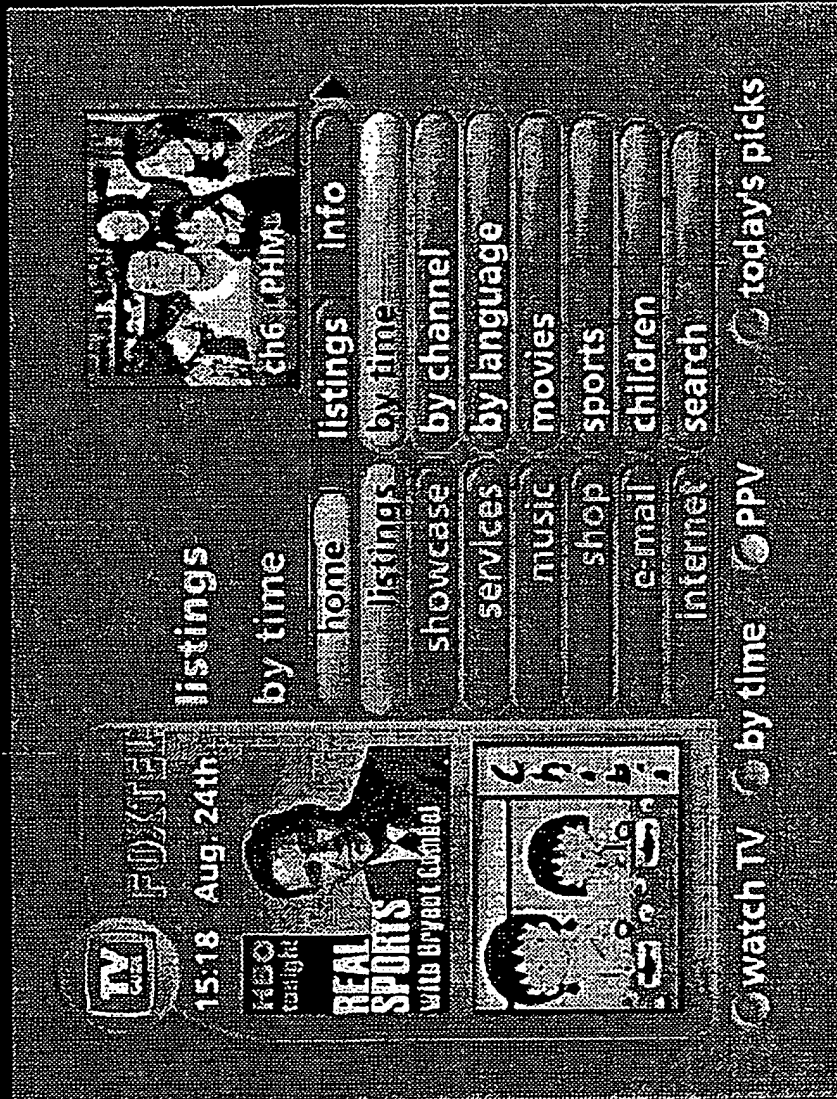 TV
FOXTEL
15:18 Aug. 24th
HBO
tonight
REAL
SPORTS
with Bryant Gumbel
listings
by time
home
listings
showcase
services
music
shop
e-mail
internet
listings info
by time
by channel
by language
movies
sports
children
search
watch TV by time PPV today's picks